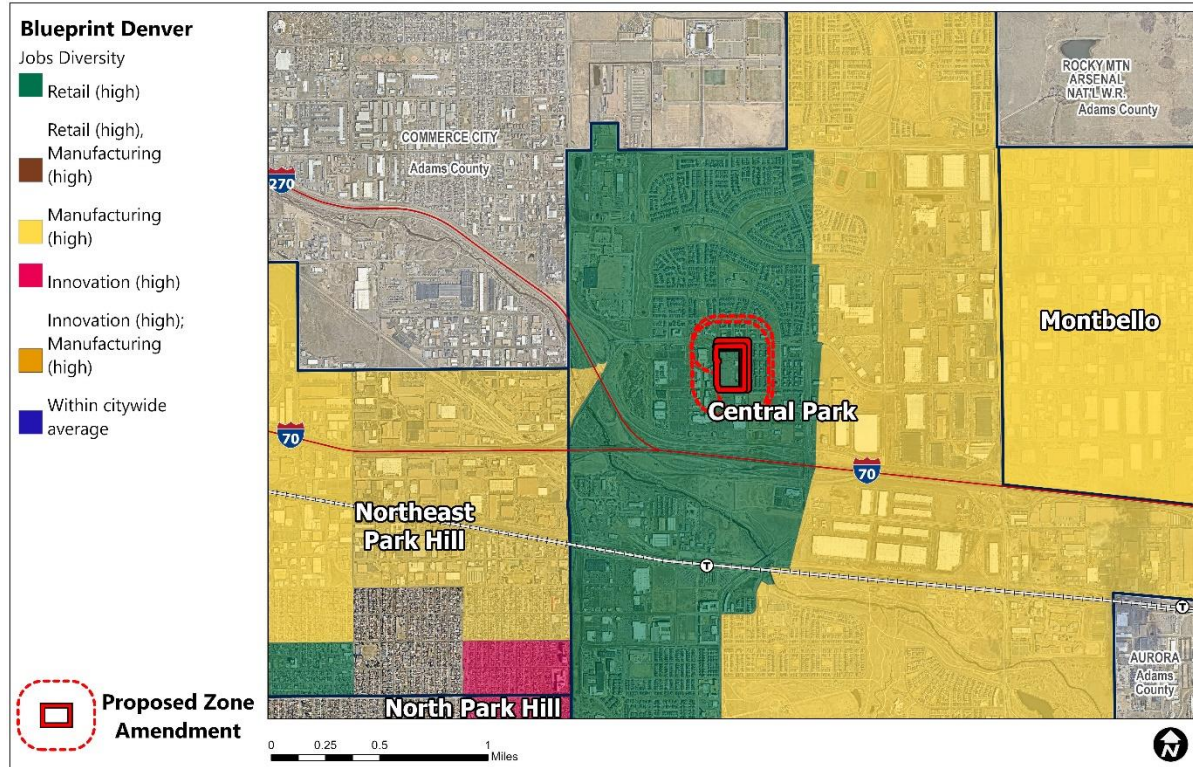 Blueprint Denver
Jobs Diversity
Retail (high)
Retail (high),
Manufacturing
(high)
Manufacturing
(high)
Innovation (high)
Innovation (high);
Manufacturing
(high)
Within citywide
average
Proposed Zone
Amendment
ROCKY MTN
ARSENAL
NAT'L W.R.
Adams County
COMMERCE CITY
Adams County
270
Montbello
Central Park
70
70
Northeast
Park Hill
T
T
AURORA
Adams
County
North Park Hill
0 0.25 0.5 1
Miles
N